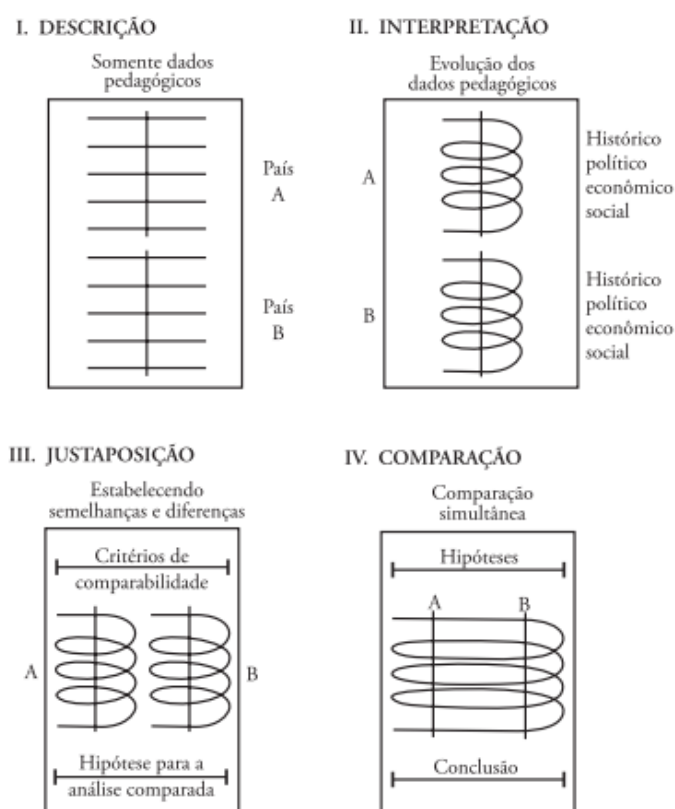 I. DESCRIÇÃO
Somente dados
pedagógicos
País
A
País
B
II. INTERPRETAÇÃO
Evolução dos
dados pedagógicos
A
Histórico
político
econômico
social
B
Histórico
político
econômico
social
III. JUSTAPOSIÇÃO
Estabelecendo
semelhanças e diferenças
Critérios de
comparabilidade
A
B
Hipótese para a
análise comparada
IV. COMPARAÇÃO
Comparação
simultânea
Hipóteses
A
B
Conclusão